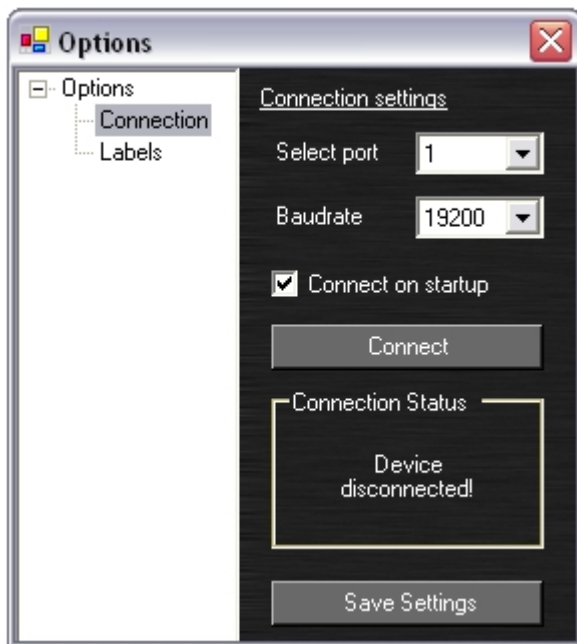 Options
Options
Connection
Labels
Connection settings
Select port 1
Baudrate 19200
Connect on startup
Connect
Connection Status
Device
disconnected!
Save Settings